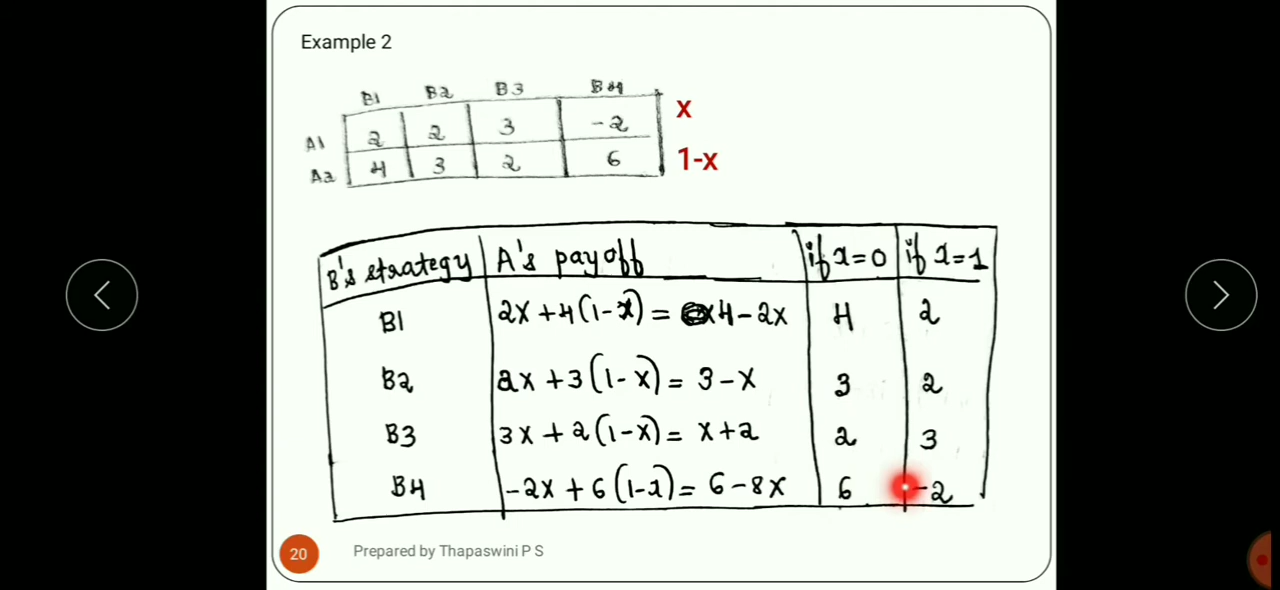 Example 2
B1 B2 B3 B4
A1 2 2 3 -2 x
A2 4 3 2 6 1-x
B's strategy A's payoff if x=0 if x=1
B1 2x+4(1-x)= 4-2x 4 2
B2 2x+3(1-x)= 3-x 3 2
B3 3x+2(1-x)= x+2 2 3
B4 -2x+6(1-x)= 6-8x 6 -2
20 Prepared by Thapaswini P S